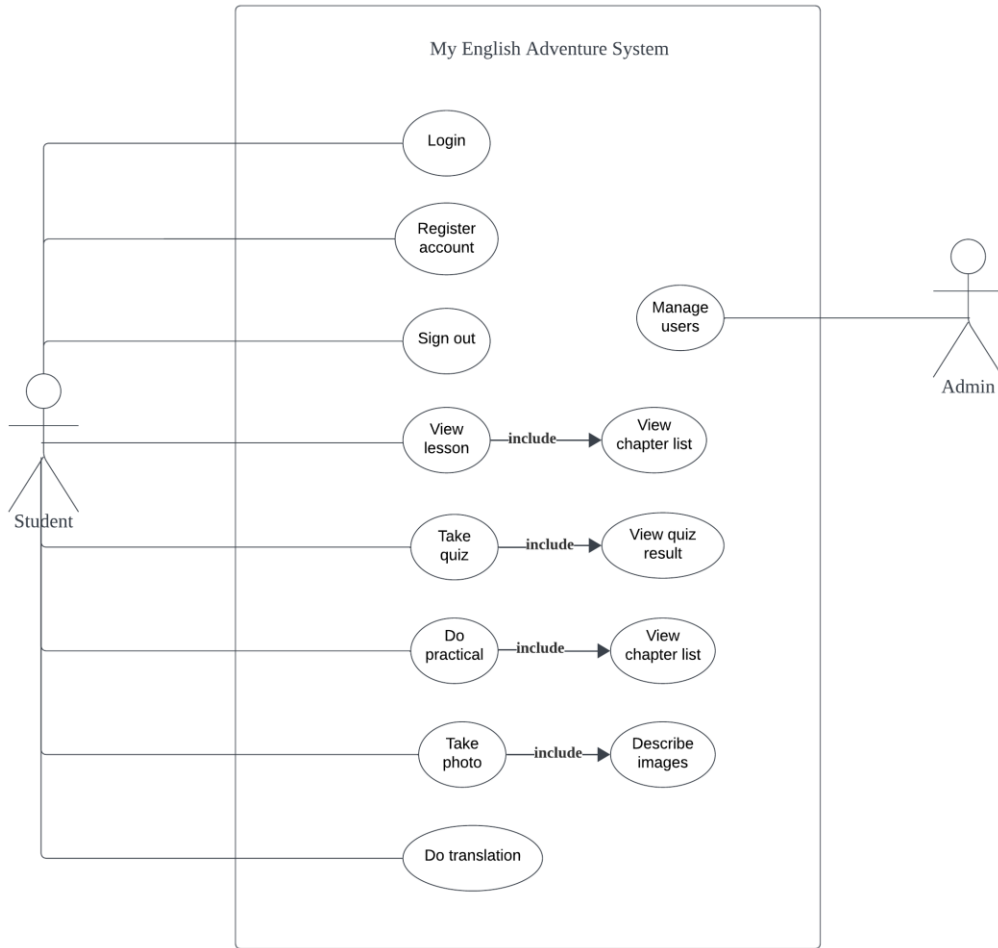 My English Adventure System
Login
Register
account
Manage
users
Admin
Sign out
View
lesson
include
View
chapter list
Student
Take
quiz
include
View quiz
result
Do
practical
include
View
chapter list
Take
photo
include
Describe
images
Do translation